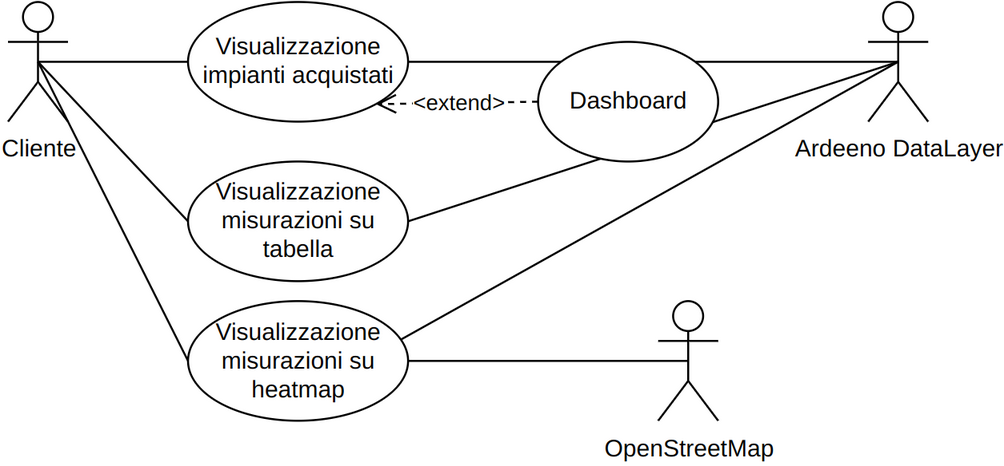 Visualizzazione
impianti acquistati
<extend>
Dashboard
Cliente
Ardeeno DataLayer
Visualizzazione
misurazioni su
tabella
Visualizzazione
misurazioni su
heatmap
OpenStreetMap